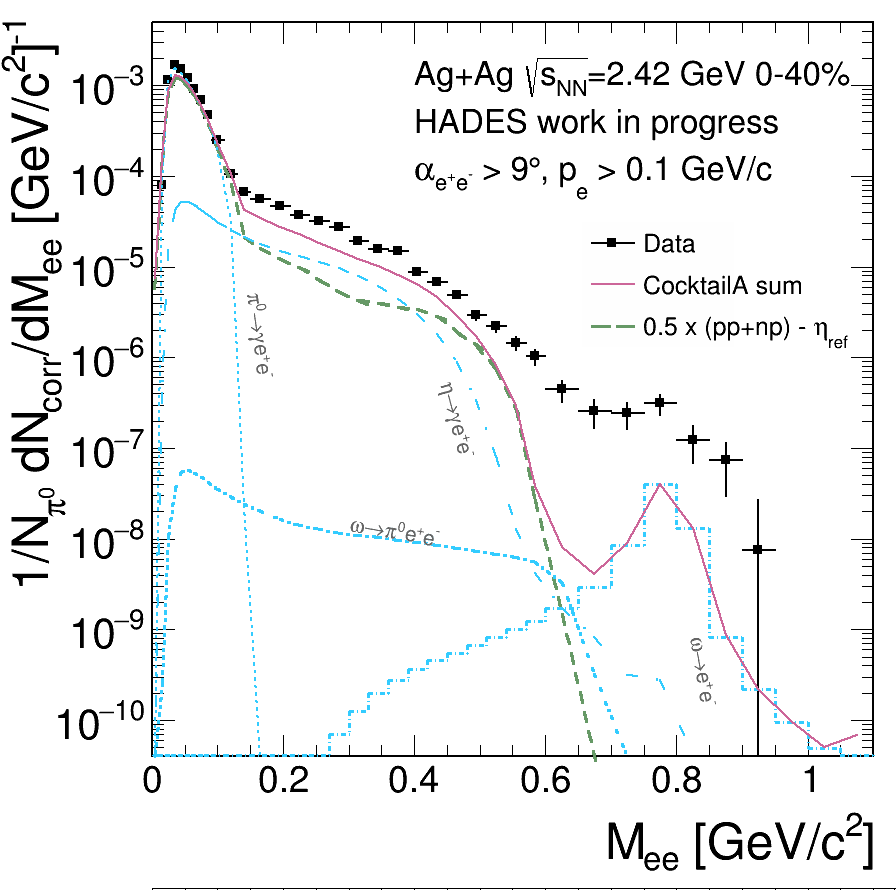 1/N_π⁰ dN_corr/dM_ee [GeV/c²]⁻¹
10⁻³
10⁻⁴
10⁻⁵
10⁻⁶
10⁻⁷
10⁻⁸
10⁻⁹
10⁻¹⁰
Ag+Ag √s_NN=2.42 GeV 0-40%
HADES work in progress
α_e⁺e⁻ > 9°, p_e > 0.1 GeV/c
Data
CocktailA sum
0.5 x (pp+np) - η_ref
π⁰→γe⁺e⁻
η→γe⁺e⁻
ω→π⁰e⁺e⁻
ω→e⁺e⁻
0 0.2 0.4 0.6 0.8 1
M_ee [GeV/c²]